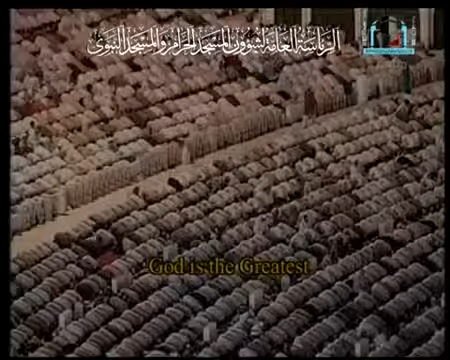 الرئاسة العامة لشؤون المسجد الحرام والمسجد النبوي
God is the Greatest.